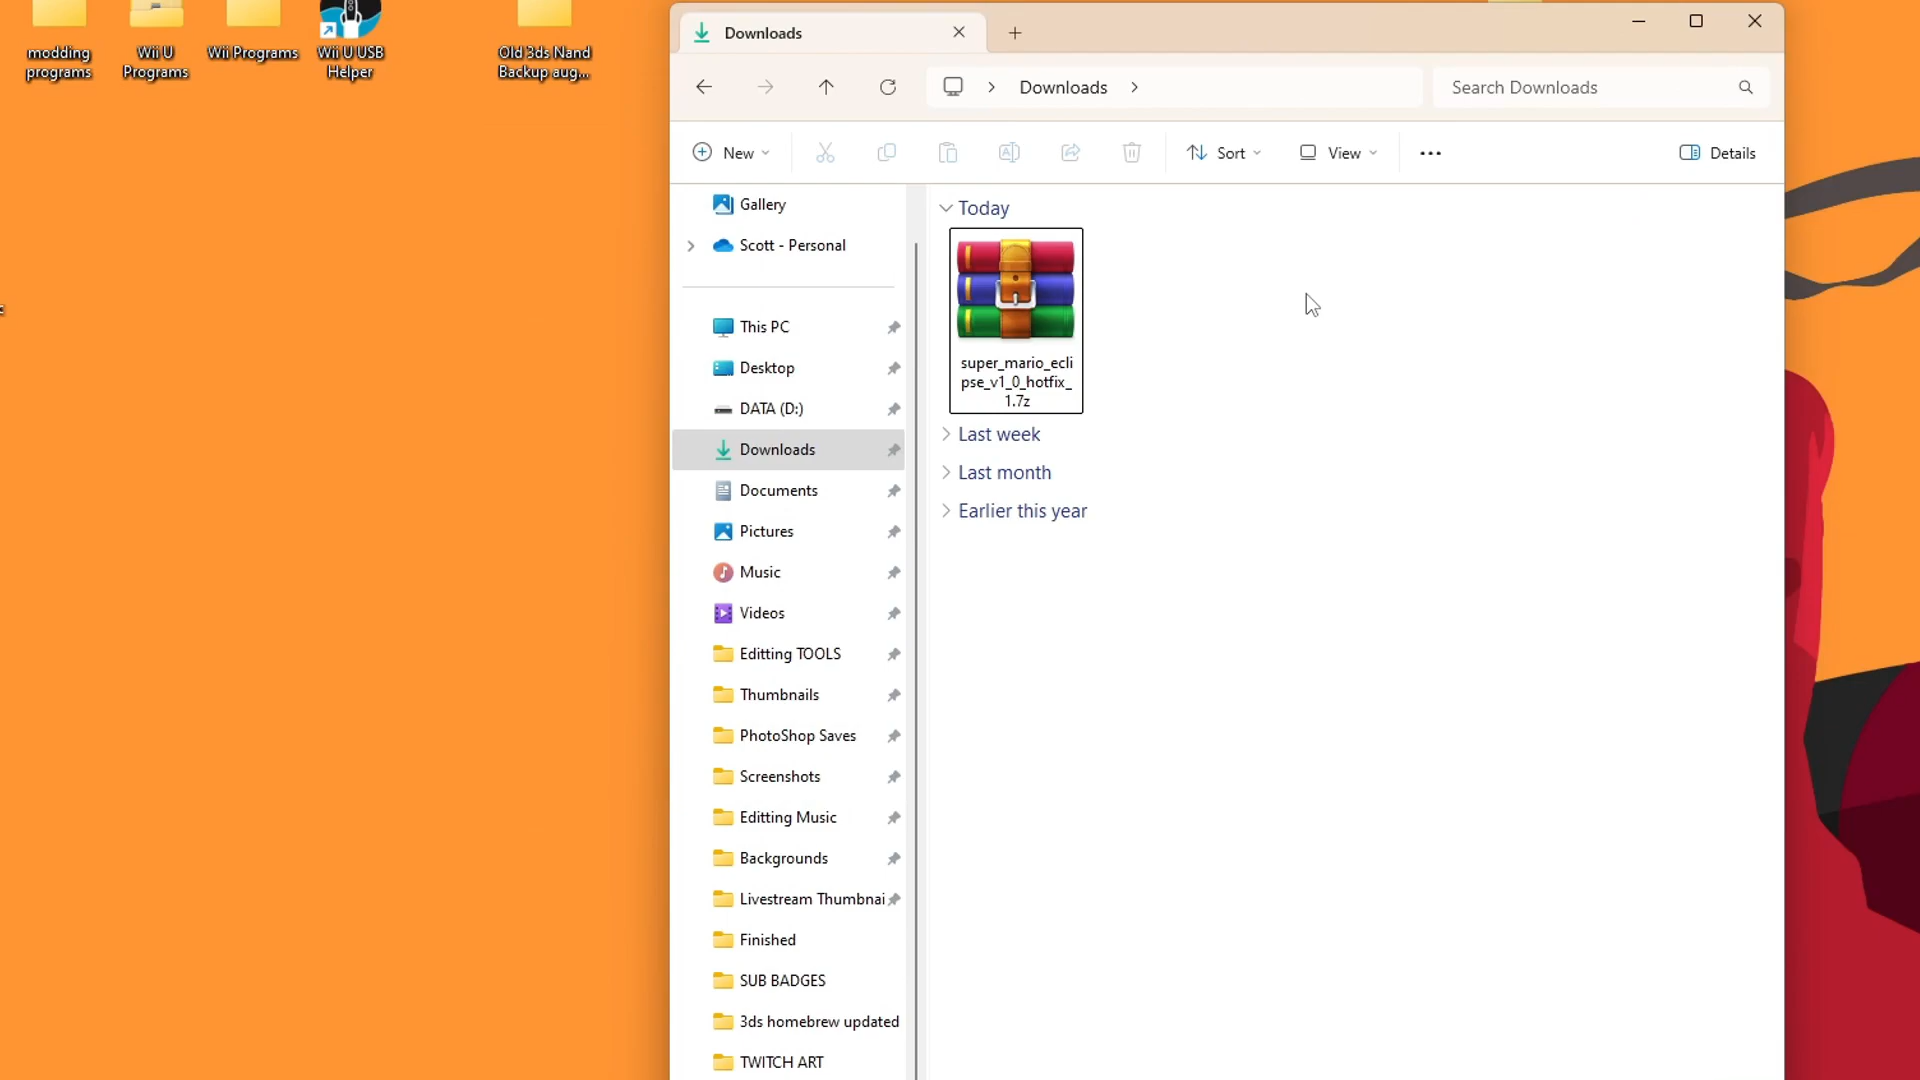 modding
programs
Wii U
Programs
Wii Programs
Wii U USB
Helper
Old 3ds Nand
Backup aug...
Downloads
Downloads
Search Downloads
New
Sort
View
Details
Gallery
Scott - Personal
This PC
Desktop
DATA (D:)
Downloads
Documents
Pictures
Music
Videos
Editting TOOLS
Thumbnails
PhotoShop Saves
Screenshots
Editting Music
Backgrounds
Livestream Thumbnai
Finished
SUB BADGES
3ds homebrew updated
TWITCH ART
Today
super_mario_ecli
pse_v1_0_hotfix_
1.7z
Last week
Last month
Earlier this year